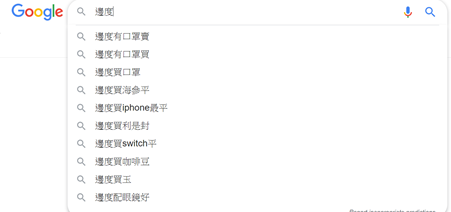 Google
邊度
邊度有口罩賣
邊度有口罩買
邊度買口罩
邊度買海參平
邊度買iphone最平
邊度買利是封
邊度買switch平
邊度買咖啡豆
邊度買玉
邊度配眼鏡好
Report inappropriate predictions